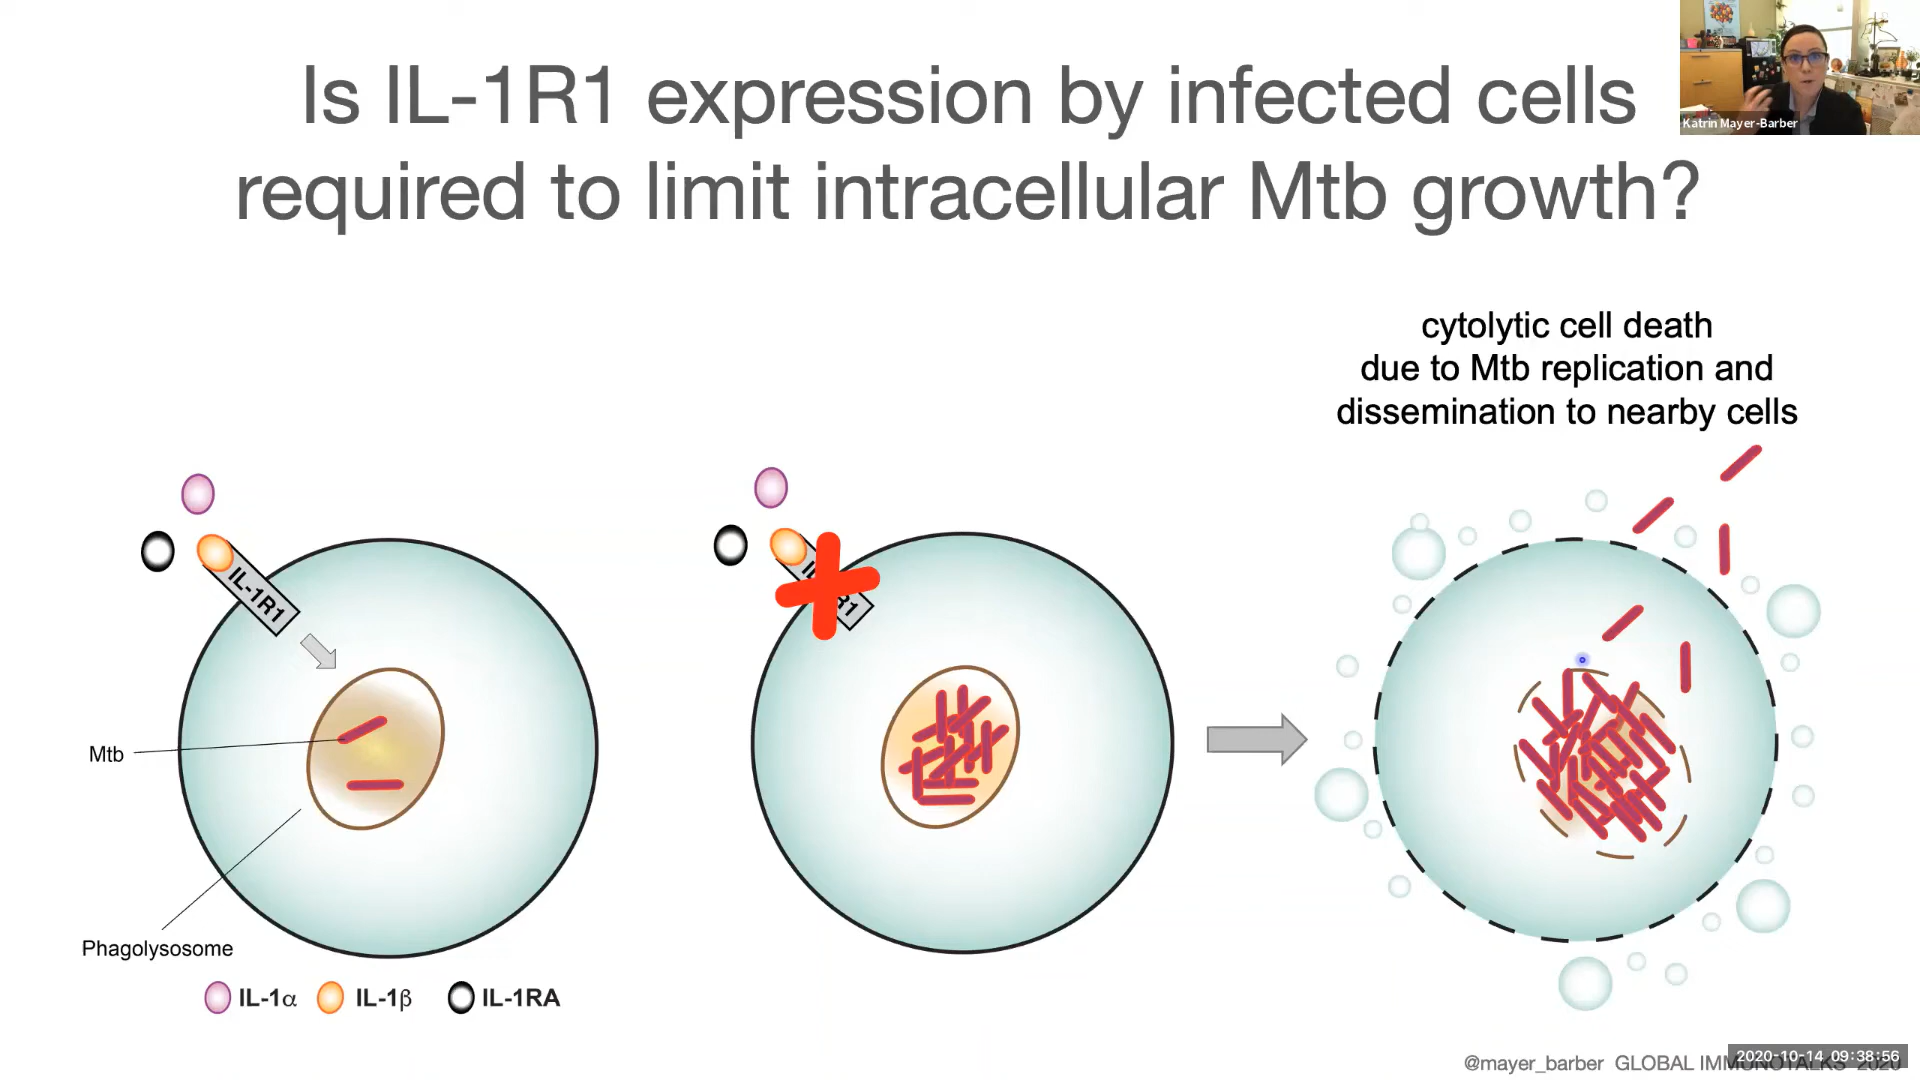 Is IL-1R1 expression by infected cells
required to limit intracellular Mtb growth?
Katrin Mayer-Barber
cytolytic cell death
due to Mtb replication and
dissemination to nearby cells
IL-1R1
R1
Mtb
Phagolysosome
IL-1α
IL-1β
IL-1RA
2020-10-14 09:38:56
@mayer_barber GLOBAL IMMUNOTALKS 2020